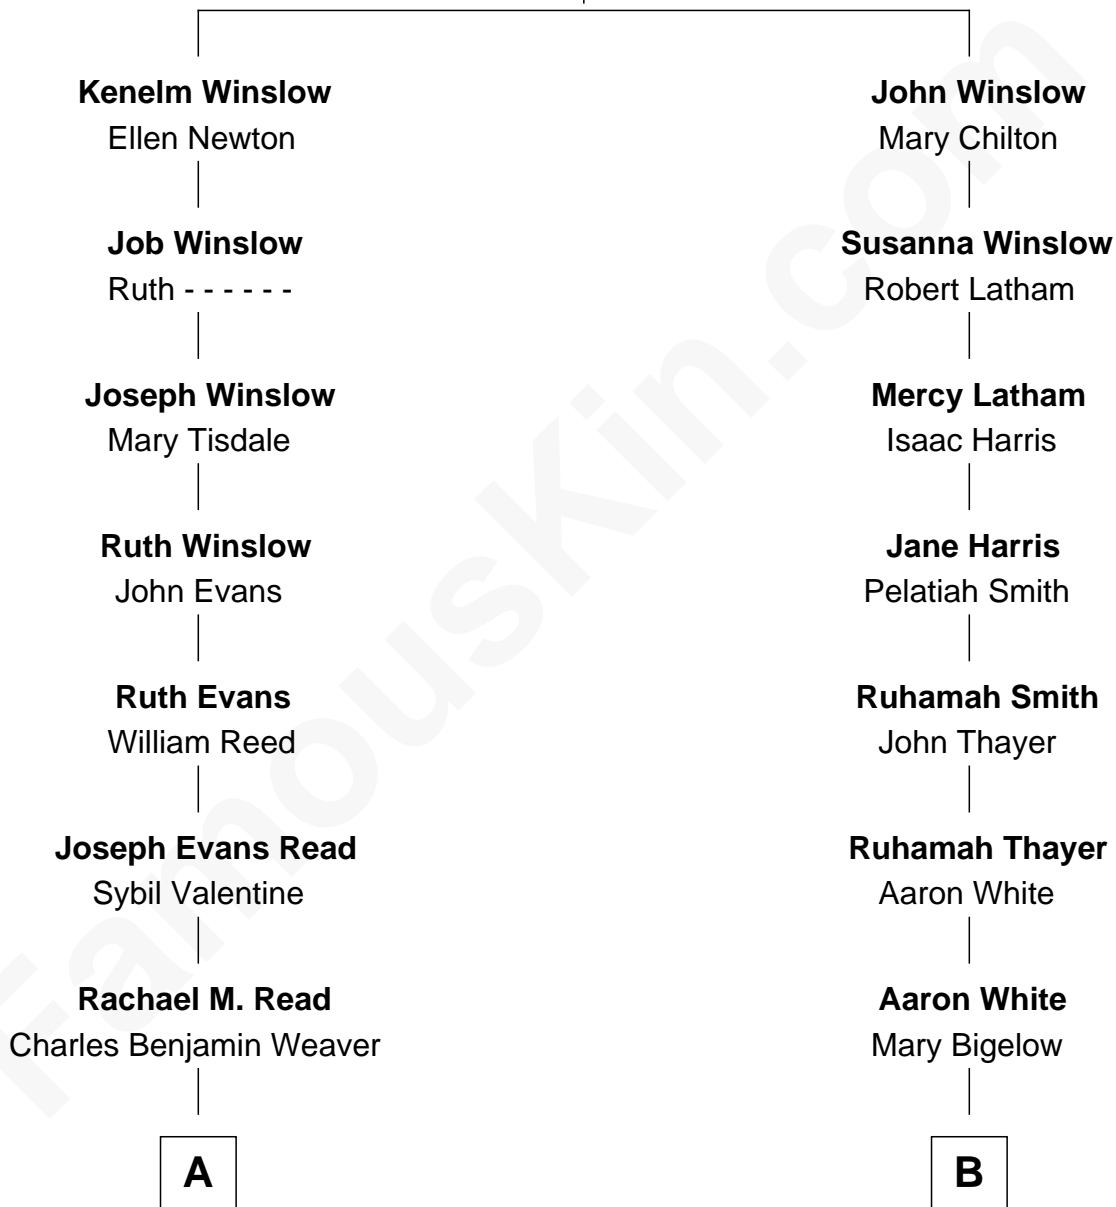 Kenelm Winslow
Ellen Newton
Job Winslow
Ruth - - - - - -
Joseph Winslow
Mary Tisdale
Ruth Winslow
John Evans
Ruth Evans
William Reed
Joseph Evans Read
Sybil Valentine
Rachael M. Read
Charles Benjamin Weaver
A
John Winslow
Mary Chilton
Susanna Winslow
Robert Latham
Mercy Latham
Isaac Harris
Jane Harris
Pelatiah Smith
Ruhamah Smith
John Thayer
Ruhamah Thayer
Aaron White
Aaron White
Mary Bigelow
B
FamousKin.com